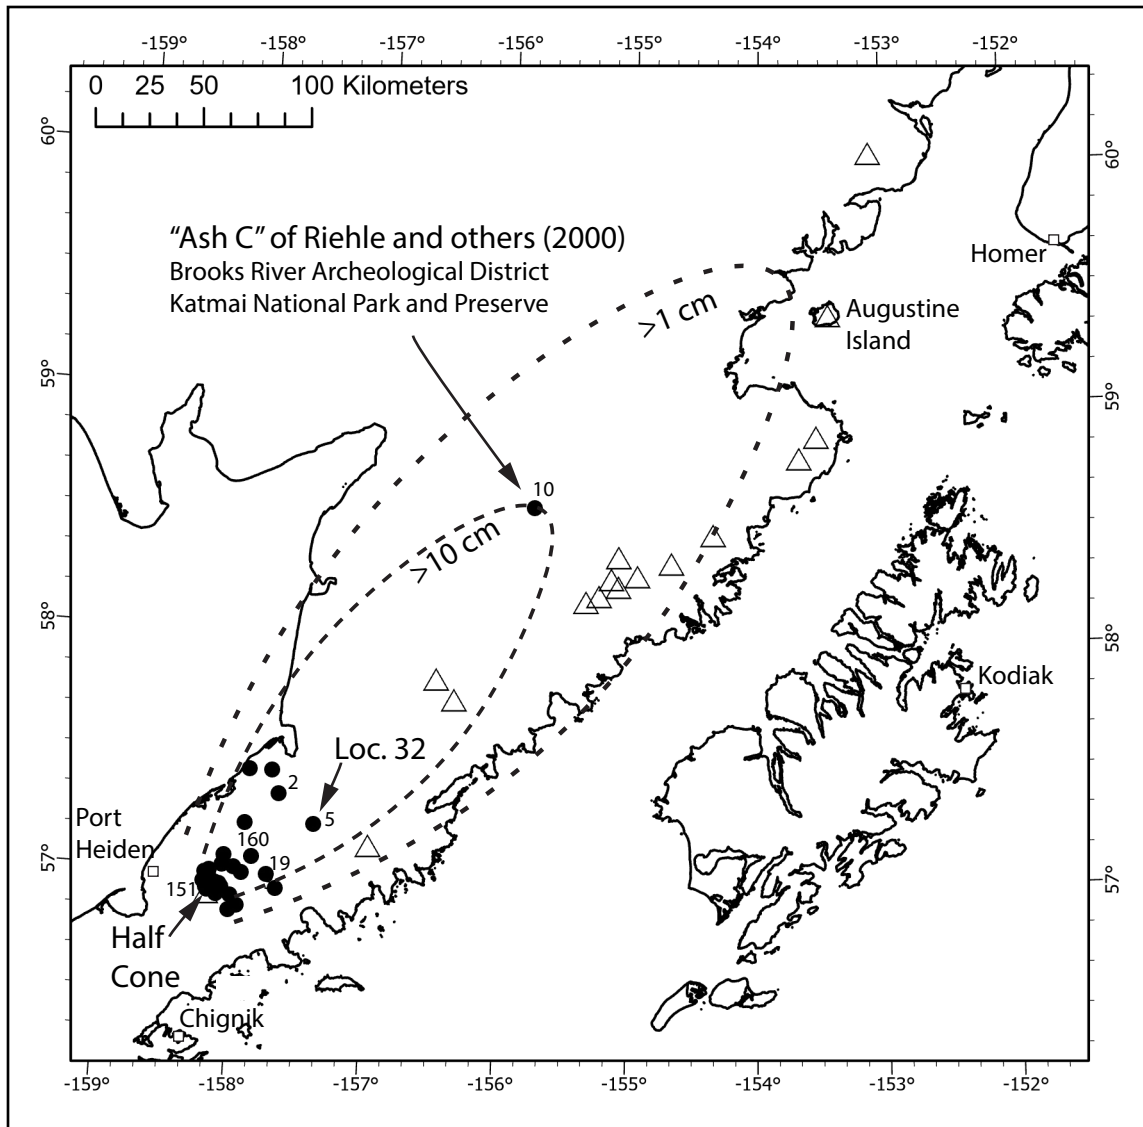 -159° -158° -157° -156° -155° -154° -153° -152°
0 25 50 100 Kilometers
60°
60°
"Ash C" of Riehle and others (2000)
Brooks River Archeological District
Katmai National Park and Preserve
Homer
>1 cm
Augustine
Island
59°
59°
10
>10 cm
58°
58°
Kodiak
Loc. 32
2
5
Port
Heiden
160
57°
19
57°
151
Half
Cone
Chignik
-159° -158° -157° -156° -155° -154° -153° -152°